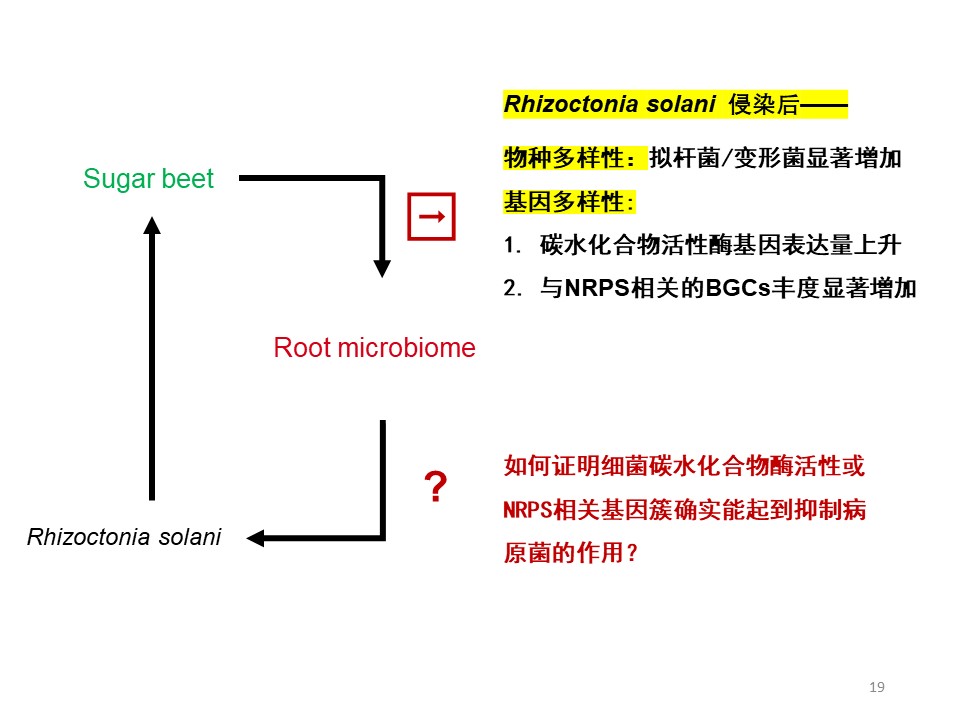 Rhizoctonia solani 侵染后——
物种多样性：拟杆菌/变形菌显著增加
Sugar beet
基因多样性:
1. 碳水化合物活性酶基因表达量上升
2. 与NRPS相关的BGCs丰度显著增加
Root microbiome
如何证明细菌碳水化合物酶活性或
?
NRPS相关基因簇确实能起到抑制病
Rhizoctonia solani
原菌的作用？
19